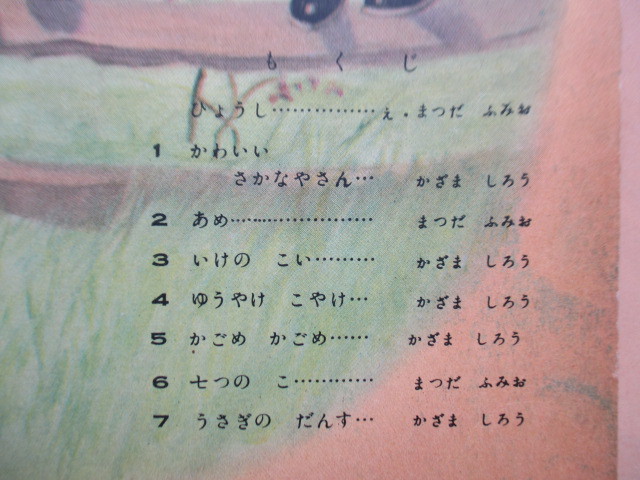 もくじ
ひょうし……………え・まつだ ふみお
1 かわいい
さかなやさん… かざま しろう
2 あめ……………… まつだ ふみお
3 いけの こい……… かざま しろう
4 ゆうやけ こやけ… かざま しろう
5 かごめ かごめ…… かざま しろう
6 七つの こ………… まつだ ふみお
7 うさぎの だんす… かざま しろう